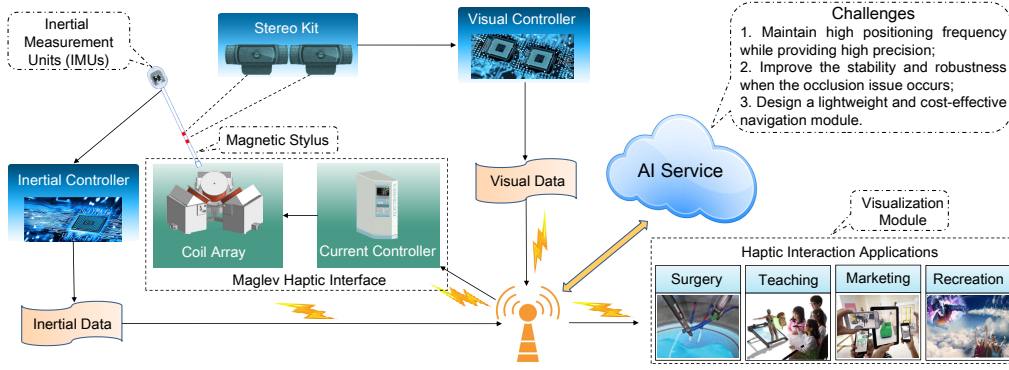 Inertial
Measurement
Units (IMUs)
Stereo Kit
Visual Controller
Challenges
1. Maintain high positioning frequency
while providing high precision;
2. Improve the stability and robustness
when the occlusion issue occurs;
3. Design a lightweight and cost-effective
navigation module.
Magnetic Stylus
Inertial Controller
Coil Array
Current Controller
Maglev Haptic Interface
Visual Data
AI Service
Visualization
Module
Haptic Interaction Applications
Surgery
Teaching
Marketing
Recreation
Inertial Data